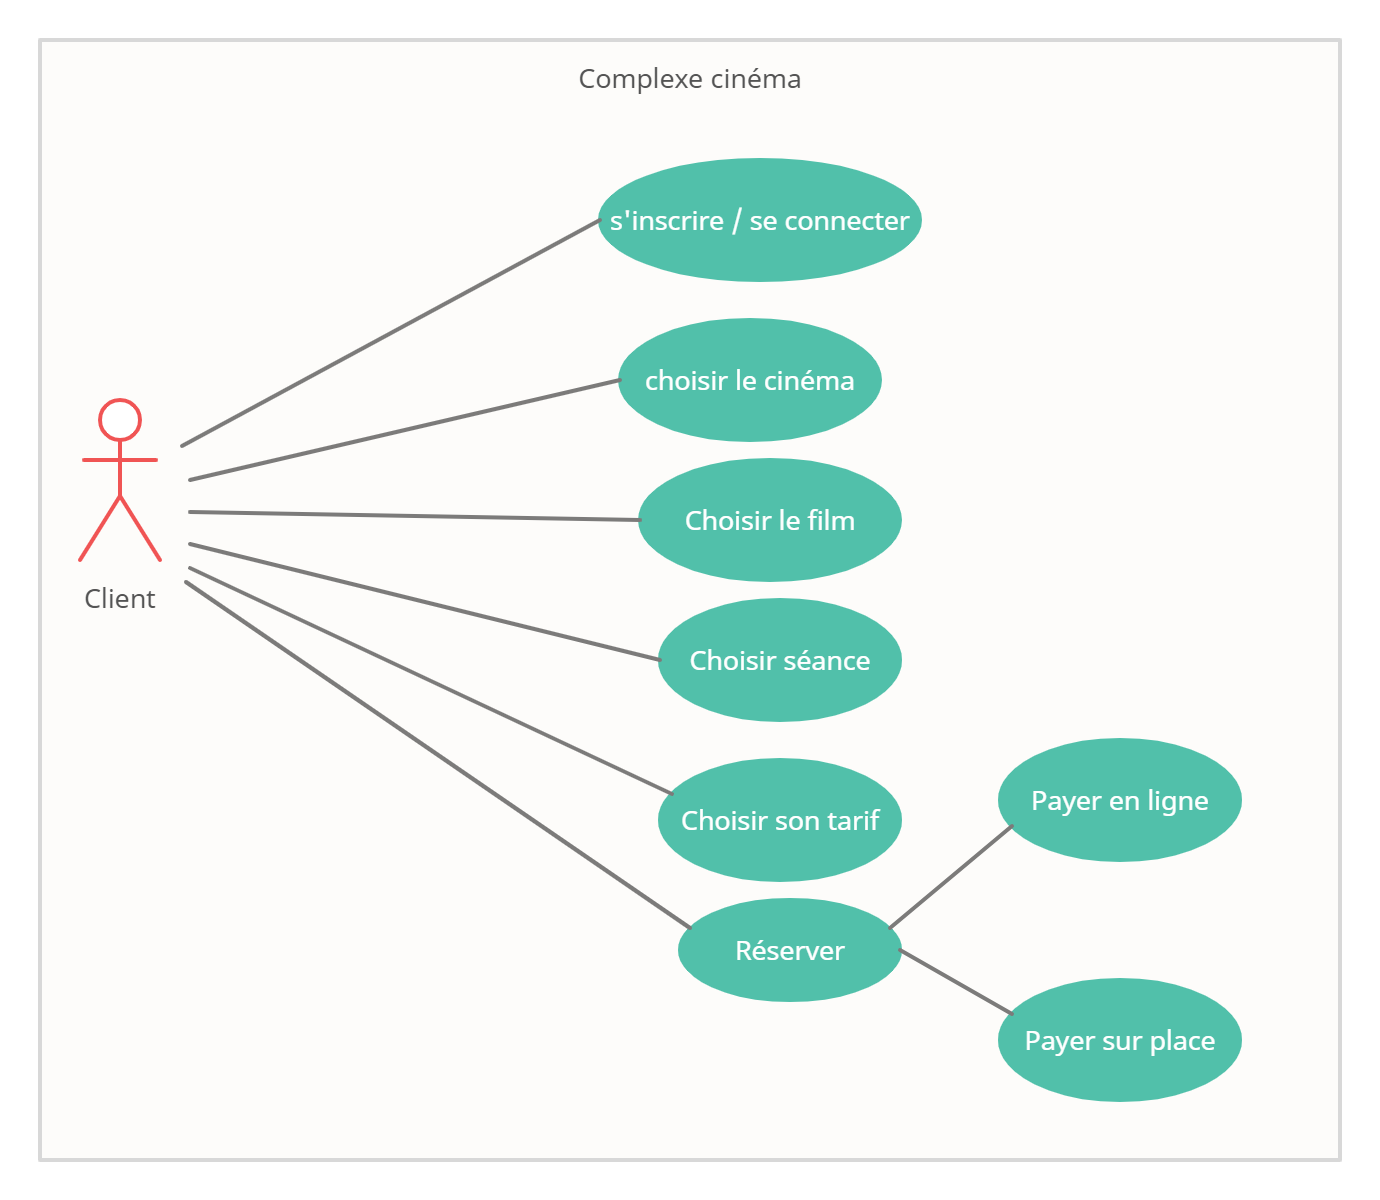 Complexe cinéma
s'inscrire / se connecter
choisir le cinéma
Choisir le film
Client
Choisir séance
Choisir son tarif
Payer en ligne
Réserver
Payer sur place